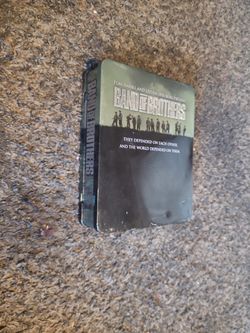 BAND OF BROTHERS
THEY DEPENDED ON EACH OTHER.
AND THE WORLD DEPENDED ON THEM.
BAND OF BROTHERS